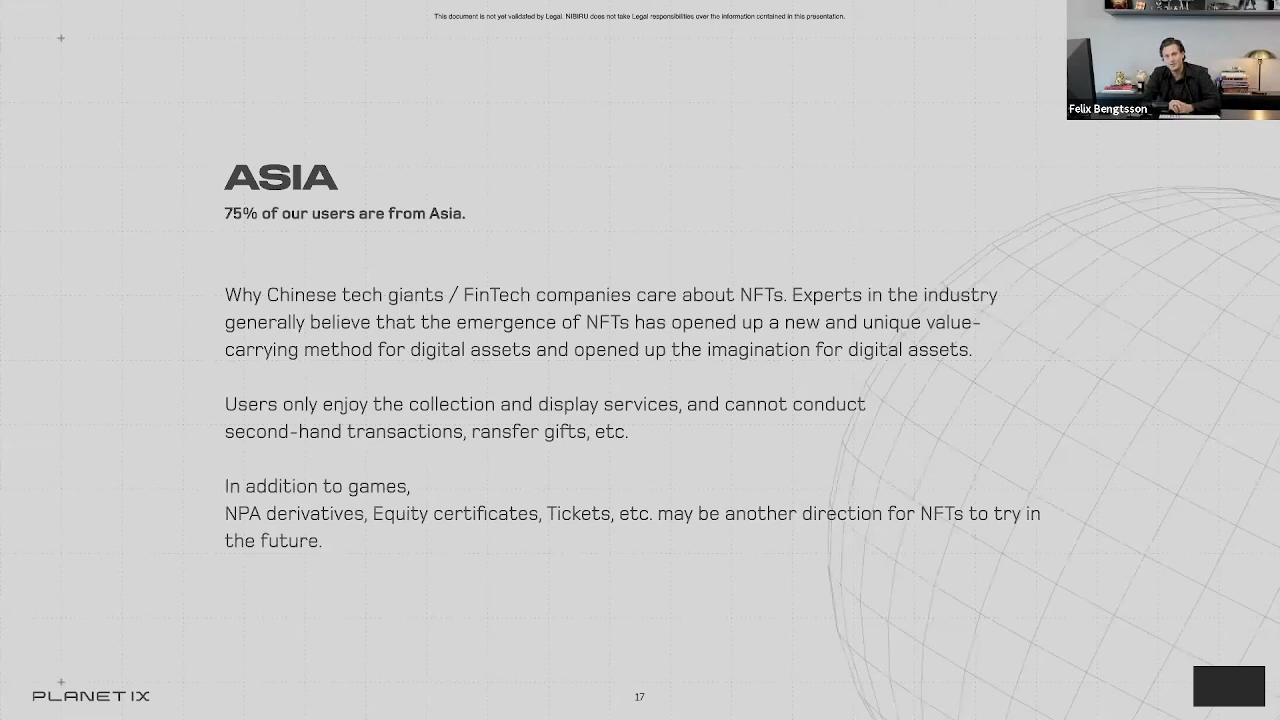 This document is not yet validated by Legal. NIBIRU does not take Legal responsibilities over the information contained in this presentation.
Felix Bengtsson
ASIA
75% of our users are from Asia.
Why Chinese tech giants / FinTech companies care about NFTs. Experts in the industry
generally believe that the emergence of NFTs has opened up a new and unique value-
carrying method for digital assets and opened up the imagination for digital assets.
Users only enjoy the collection and display services, and cannot conduct
second-hand transactions, ransfer gifts, etc.
In addition to games,
NPA derivatives, Equity certificates, Tickets, etc. may be another direction for NFTs to try in
the future.
PLANET IX
17